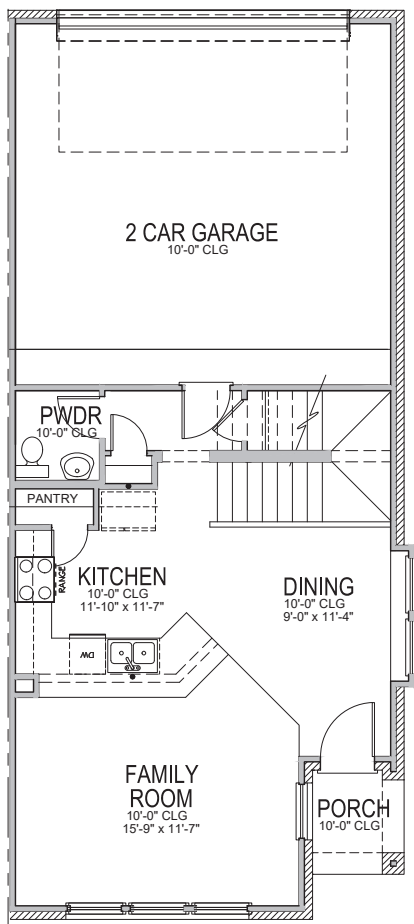 2 CAR GARAGE
10'-0" CLG
PWDR
10'-0" CLG
PANTRY
RANGE
KITCHEN
10'-0" CLG
11'-10" x 11'-7"
DINING
10'-0" CLG
9'-0" x 11'-4"
DW
FAMILY
ROOM
10'-0" CLG
15'-9" x 11'-7"
PORCH
10'-0" CLG